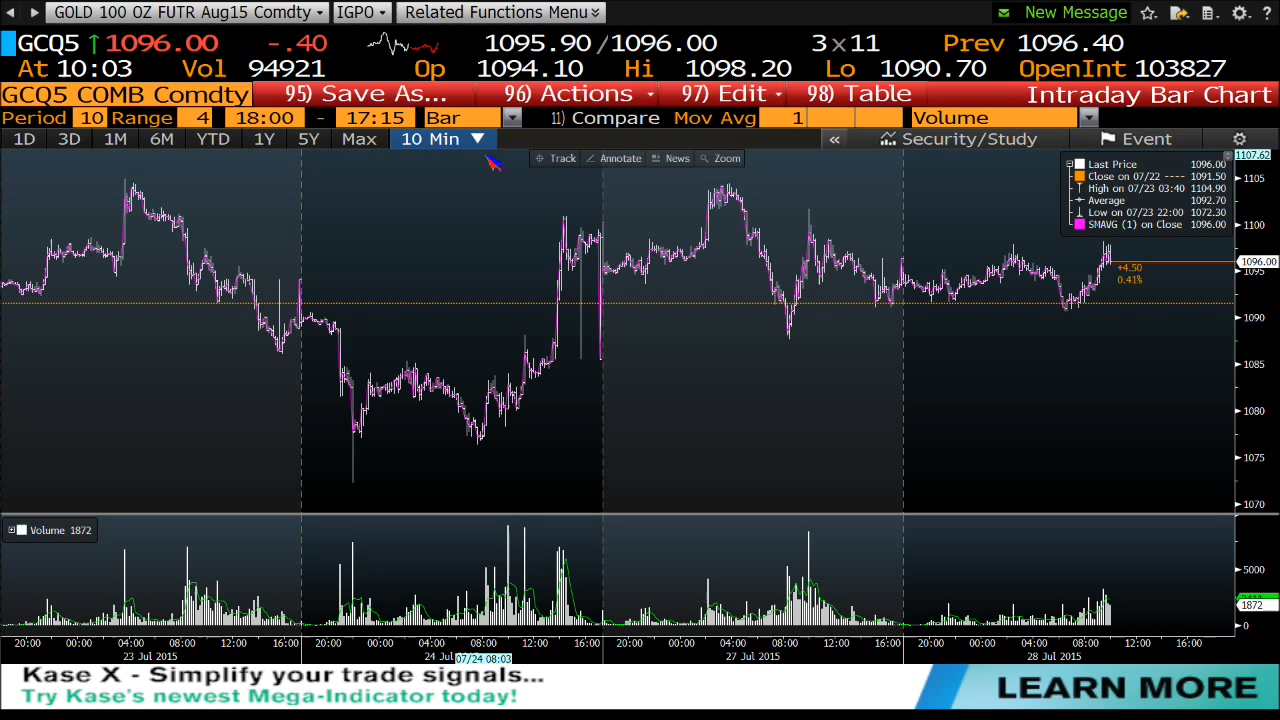 GOLD 100 OZ FUTR Aug15 Comdty IGPO Related Functions Menu New Message ?
GCQ5 ↑1096.00 -.40 1095.90/1096.00 3x11 Prev 1096.40
At 10:03 Vol 94921 Op 1094.10 Hi 1098.20 Lo 1090.70 OpenInt 103827
GCQ5 COMB Comdty 95) Save As... 96) Actions 97) Edit 98) Table Intraday Bar Chart
Period 10 Range 4 18:00 - 17:15 Bar 11) Compare Mov Avg 1 Volume
1D 3D 1M 6M YTD 1Y 5Y Max 10 Min « Security/Study Event
Track Annotate News Zoom
1107.62
Last Price 1096.00
Close on 07/22 ---- 1091.50
High on 07/23 03:40 1104.90
Average 1092.70
Low on 07/23 22:00 1072.30
SMAVG (1) on Close 1096.00
1105
1100
1096.00
+4.50
0.41%
1095
1090
1085
1080
1075
1070
Volume 1872
5000
1872
0
20:00 00:00 04:00 08:00 12:00 16:00 20:00 00:00 04:00 08:00 12:00 16:00 20:00 00:00 04:00 08:00 12:00 16:00 20:00 00:00 04:00 08:00 12:00 16:00
23 Jul 2015 24 Jul 07/24 08:03 27 Jul 2015 28 Jul 2015
Kase X - Simplify your trade signals...
Try Kase's newest Mega-Indicator today!
LEARN MORE